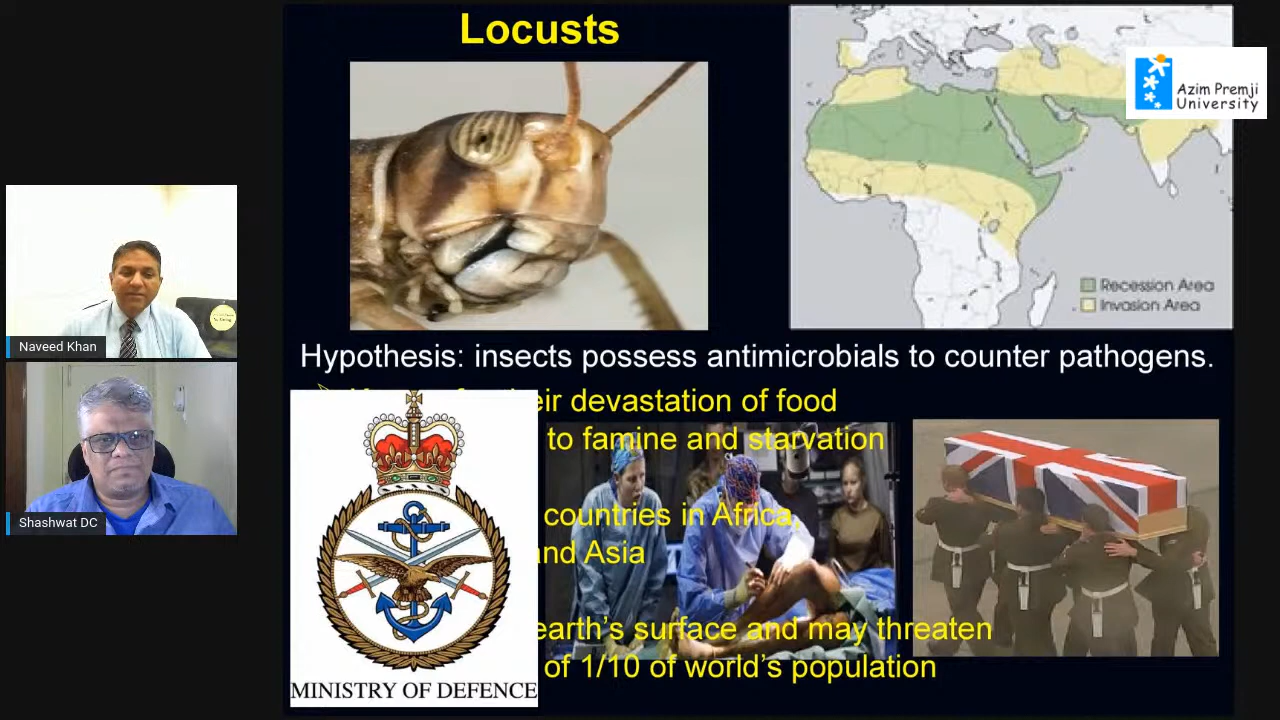 Locusts
Azim Premji
University
Recession Area
Invasion Area
Hypothesis: insects possess antimicrobials to counter pathogens.
devastation of food
to famine and starvation
countries in Africa,
and Asia
earth's surface and may threaten
of 1/10 of world's population
MINISTRY OF DEFENCE
Naveed Khan
Shashwat DC